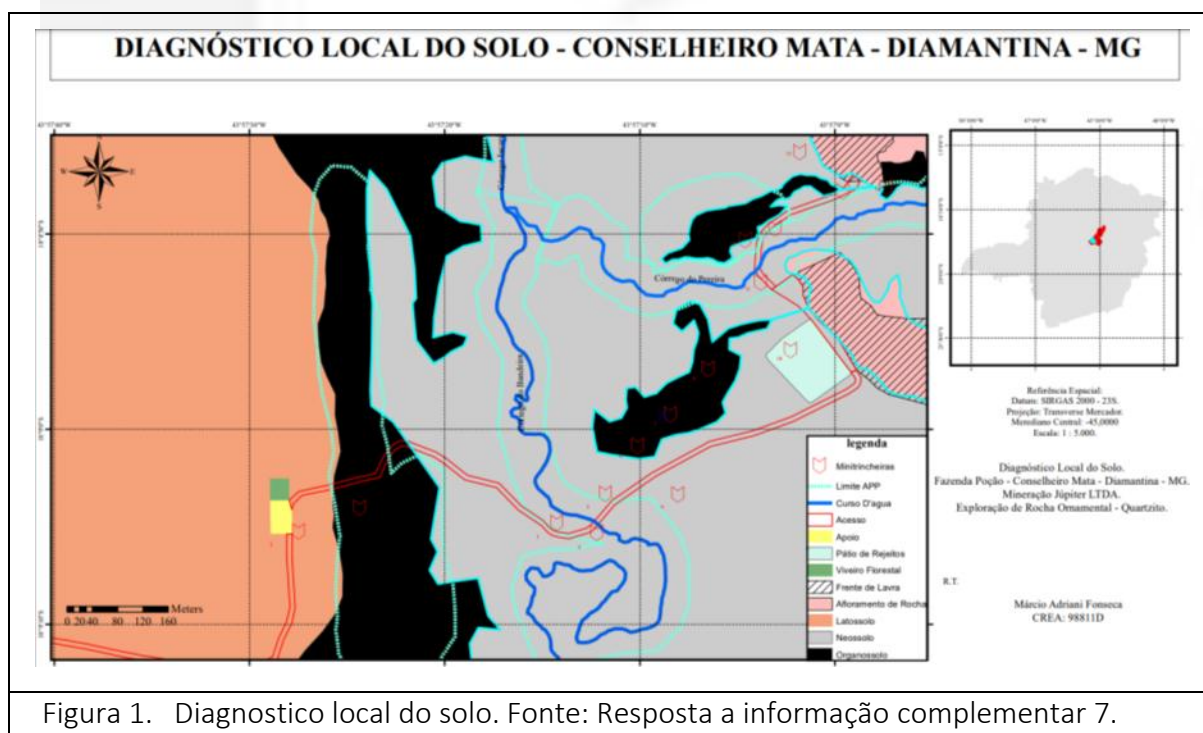 DIAGNÓSTICO LOCAL DO SOLO - CONSELHEIRO MATA - DIAMANTINA - MG
W
E
S
Córrego do Pereira
Meters
0 20 40 80 120 160
legenda
Minitrincheiras
Limite APP
Curso D'agua
Acesso
Apoio
Pátio de Rejeitos
Viveiro Florestal
Frente de Lavra
Afloramento de Rocha
Latossolo
Neossolo
Organossolo
Referência Espacial:
Datum: SIRGAS 2000 - 23S.
Projeção: Transverse Mercador.
Meridiano Central: -45,0000
Escala: 1 : 5.000.
Diagnóstico Local do Solo.
Fazenda Poção - Conselheiro Mata - Diamantina - MG.
Mineração Júpiter LTDA.
Exploração de Rocha Ornamental - Quartzito.
R.T.
Márcio Adriani Fonseca
CREA: 98811D
Figura 1. Diagnostico local do solo. Fonte: Resposta a informação complementar 7.